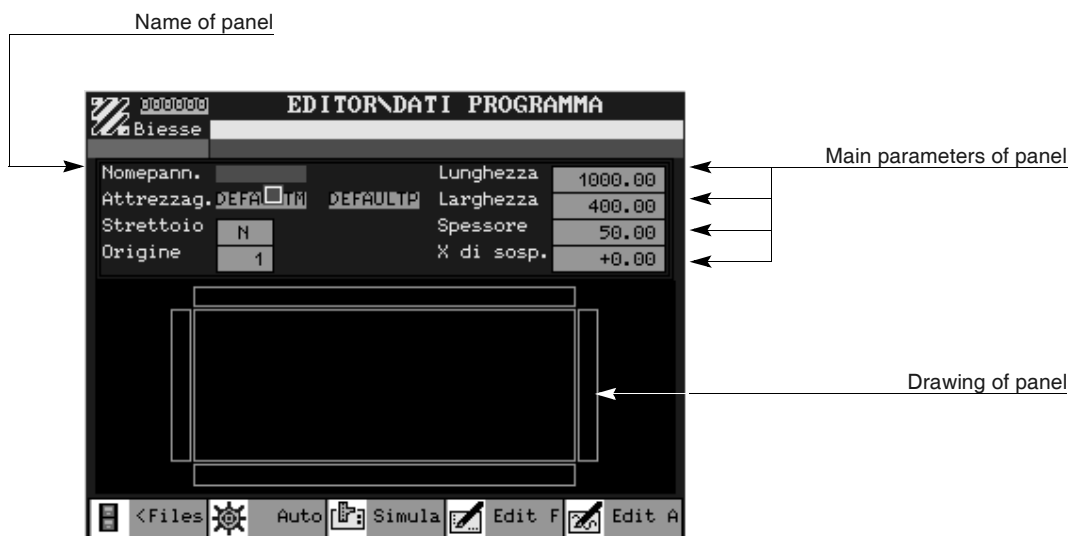 Name of panel
EDITOR\DATI PROGRAMMA
Biesse
Main parameters of panel
Nomepann.
Lunghezza 1000.00
Attrezzag. DEFAULTP Larghezza 400.00
Strettoio N Spessore 50.00
Origine 1 X di sosp. +0.00
Drawing of panel
<Files Auto Simula Edit F Edit A